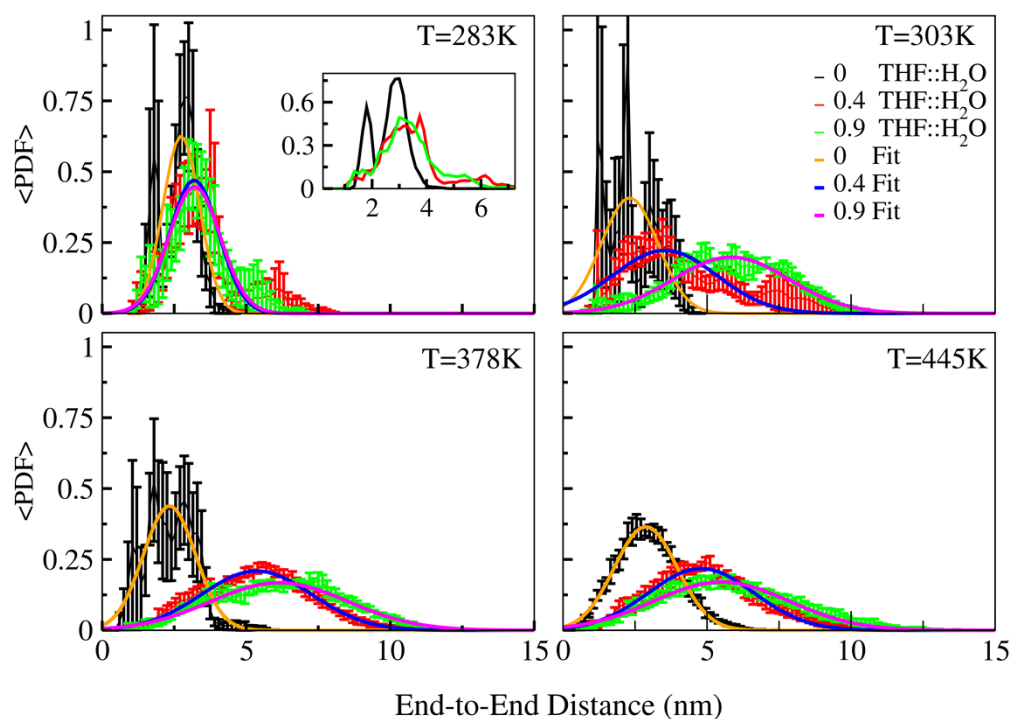 1
0.75
0.5
0.25
0
<PDF>
T=283K
0.6
0.3
0
2 4 6
T=303K
0 THF::H2O
0.4 THF::H2O
0.9 THF::H2O
0 Fit
0.4 Fit
0.9 Fit
1
0.75
0.5
0.25
0
<PDF>
T=378K
T=445K
0 5 10 15
0 5 10 15
End-to-End Distance (nm)